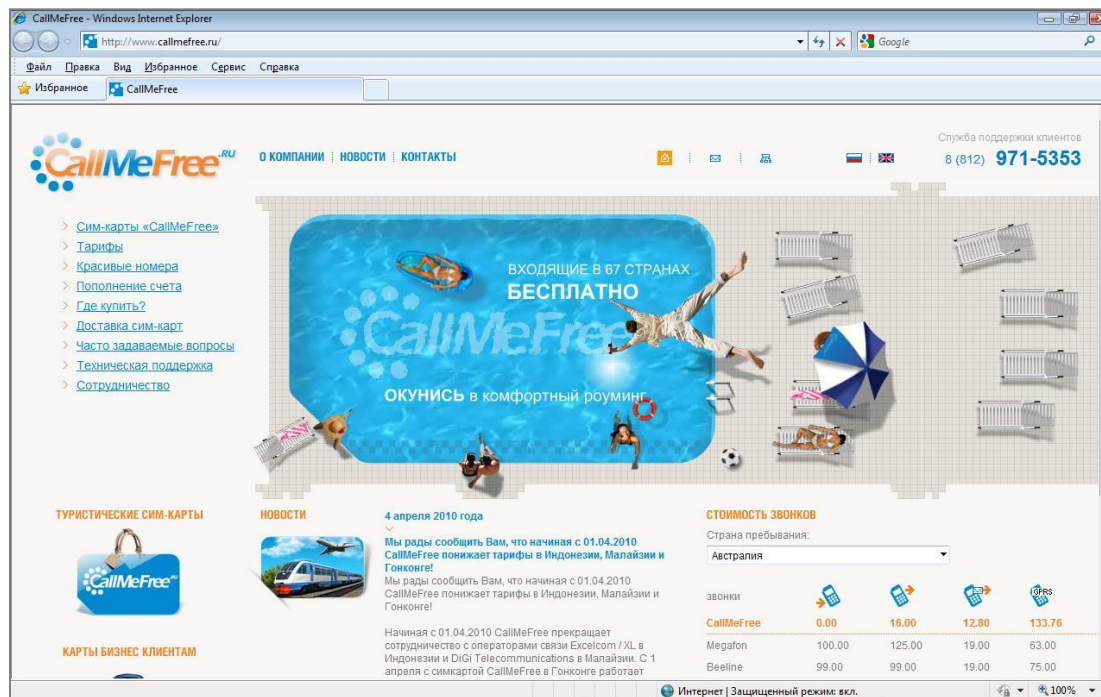 CallMeFree - Windows Internet Explorer
http://www.callmefree.ru/
Google
Файл Правка Вид Избранное Сервис Справка
Избранное
CallMeFree
CallMeFree.RU
О КОМПАНИИ | НОВОСТИ | КОНТАКТЫ
Служба поддержки клиентов
8 (812) 971-5353
Сим-карты «CallMeFree»
Тарифы
Красивые номера
Пополнение счета
Где купить?
Доставка сим-карт
Часто задаваемые вопросы
Техническая поддержка
Сотрудничество
ВХОДЯЩИЕ В 67 СТРАНАХ
БЕСПЛАТНО
CallMeFree
ОКУНИСЬ в комфортный роуминг
ТУРИСТИЧЕСКИЕ СИМ-КАРТЫ
CallMeFree
КАРТЫ БИЗНЕС КЛИЕНТАМ
НОВОСТИ
4 апреля 2010 года
Мы рады сообщить Вам, что начиная с 01.04.2010
CallMeFree понижает тарифы в Индонезии, Малайзии и
Гонконге!
Мы рады сообщить Вам, что начиная с 01.04.2010
CallMeFree понижает тарифы в Индонезии, Малайзии и
Гонконге!
Начиная с 01.04.2010 CallMeFree прекращает
сотрудничество с операторами связи Excelcom / XL в
Индонезии и DiGi Telecommunications в Малайзии. С 1
апреля с симкартой CallMeFree в Гонконге работает
СТОИМОСТЬ ЗВОНКОВ
Страна пребывания:
Австралия
звонки
GPRS
CallMeFree 0.00 16.00 12.80 133.76
Megafon 100.00 125.00 19.00 63.00
Beeline 99.00 99.00 19.00 75.00
Интернет | Защищенный режим: вкл.
100%